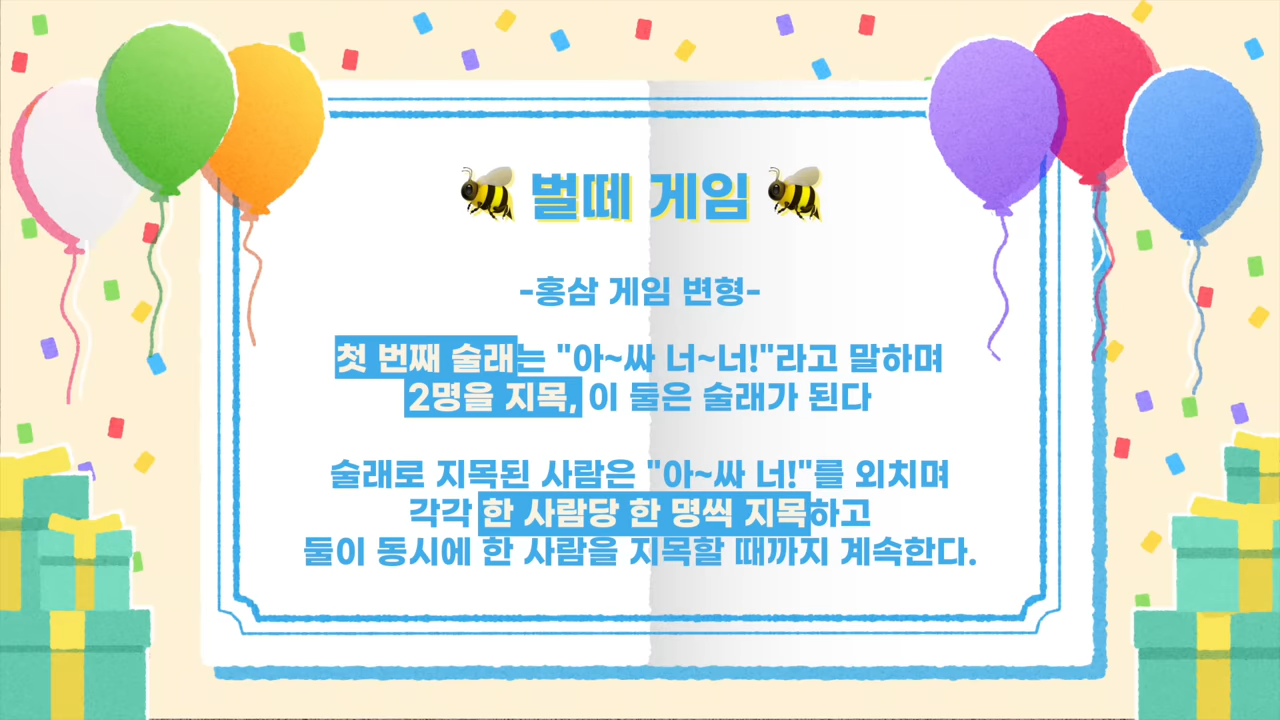 벌떼 게임
-홍삼 게임 변형-
첫 번째 술래는 "아~싸 너~너!"라고 말하며
2명을 지목, 이 둘은 술래가 된다
술래로 지목된 사람은 "아~싸 너!"를 외치며
각각 한 사람당 한 명씩 지목하고
둘이 동시에 한 사람을 지목할 때까지 계속한다.